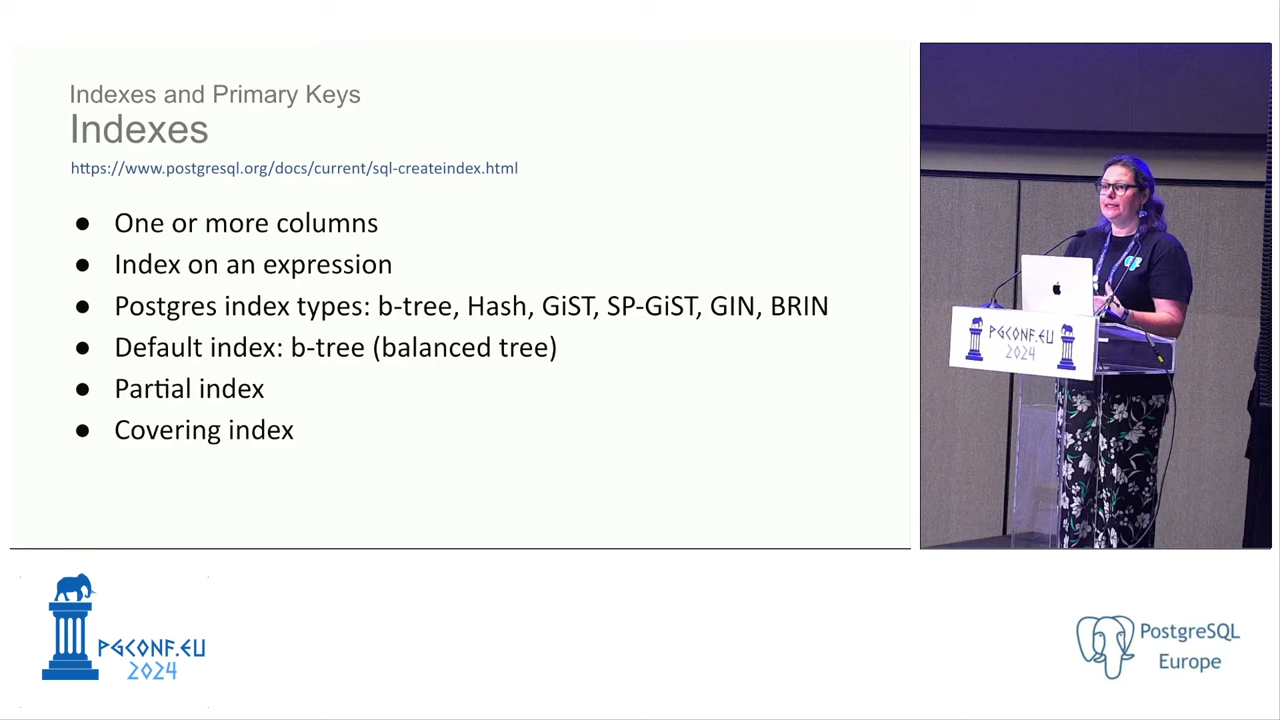 Indexes and Primary Keys
Indexes
https://www.postgresql.org/docs/current/sql-createindex.html
● One or more columns
● Index on an expression
● Postgres index types: b-tree, Hash, GiST, SP-GiST, GIN, BRIN
● Default index: b-tree (balanced tree)
● Partial index
● Covering index
PGCONF.EU
2024
PGCONF.EU
2024
PostgreSQL
Europe